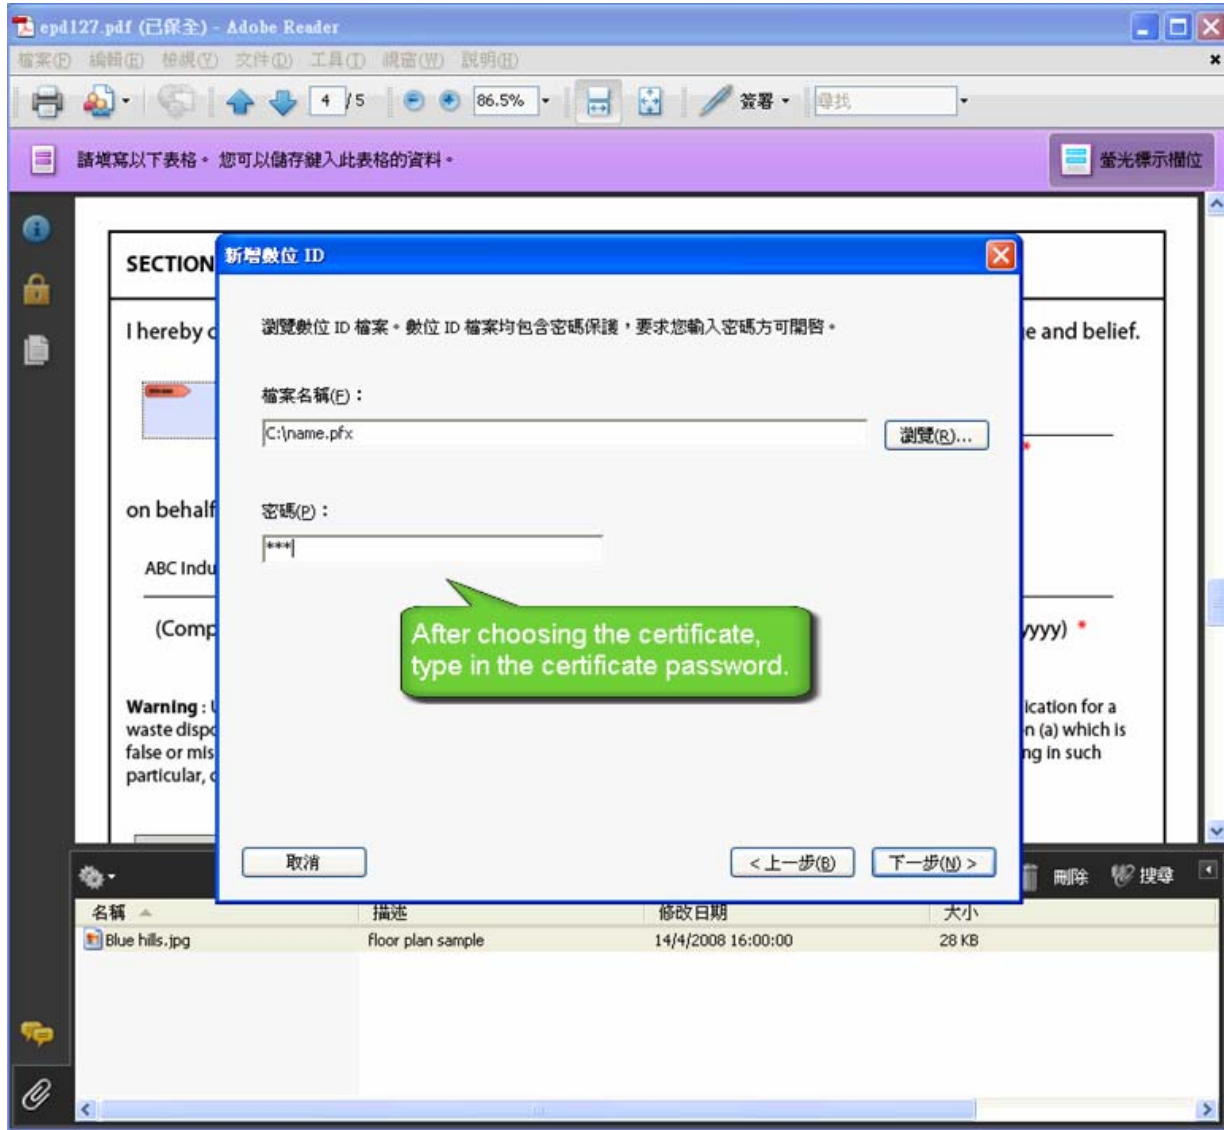 epd127.pdf (已保全) - Adobe Reader
檔案(F) 編輯(E) 檢視(V) 文件(D) 工具(T) 視窗(W) 說明(H)
4 / 5 86.5% 簽署 尋找
請填寫以下表格。您可以儲存鍵入此表格的資料。
螢光標示欄位
SECTION
新增數位 ID
I hereby c
瀏覽數位 ID 檔案。數位 ID 檔案均包含密碼保護，要求您輸入密碼方可開啓。
e and belief.
檔案名稱(F)：
C:\name.pfx
瀏覽(R)...
*
on behalf
密碼(P)：
***
ABC Indu
(Comp
yyyy) *
After choosing the certificate,
type in the certificate password.
Warning : U
ication for a
waste dispo
n (a) which is
false or mis
ng in such
particular, c
取消
<上一步(B)
下一步(N) >
刪除
搜尋
名稱 描述 修改日期 大小
Blue hills.jpg floor plan sample 14/4/2008 16:00:00 28 KB